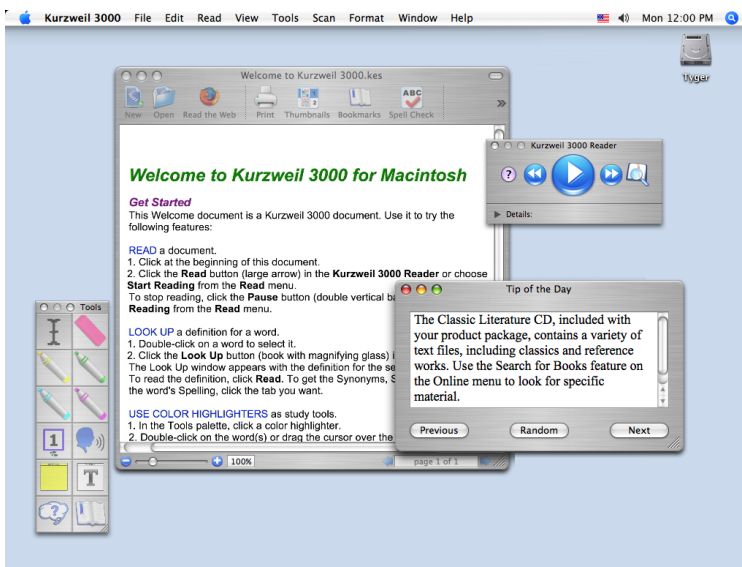 Kurzweil 3000 File Edit Read View Tools Scan Format Window Help Mon 12:00 PM
Tyger
Welcome to Kurzweil 3000.kes
ABC
New Open Read the Web Print Thumbnails Bookmarks Spell Check
Welcome to Kurzweil 3000 for Macintosh
Get Started
This Welcome document is a Kurzweil 3000 document. Use it to try the
following features:
READ a document.
1. Click at the beginning of this document.
2. Click the Read button (large arrow) in the Kurzweil 3000 Reader or choose
Start Reading from the Read menu.
To stop reading, click the Pause button (double vertical
Reading from the Read menu.
LOOK UP a definition for a word.
1. Double-click on a word to select it.
2. Click the Look Up button (book with magnifying glass)
The Look Up window appears with the definition for the
To read the definition, click Read. To get the Synonyms,
the word's Spelling, click the tab you want.
USE COLOR HIGHLIGHTERS as study tools.
1. In the Tools palette, click a color highlighter.
2. Double-click on the word(s) or drag the cursor over the
100%
page 1 of 1
Kurzweil 3000 Reader
?
Details:
Tip of the Day
The Classic Literature CD, included with
your product package, contains a variety of
text files, including classics and reference
works. Use the Search for Books feature on
the Online menu to look for specific
material.
Previous Random Next
Tools
1
T
?